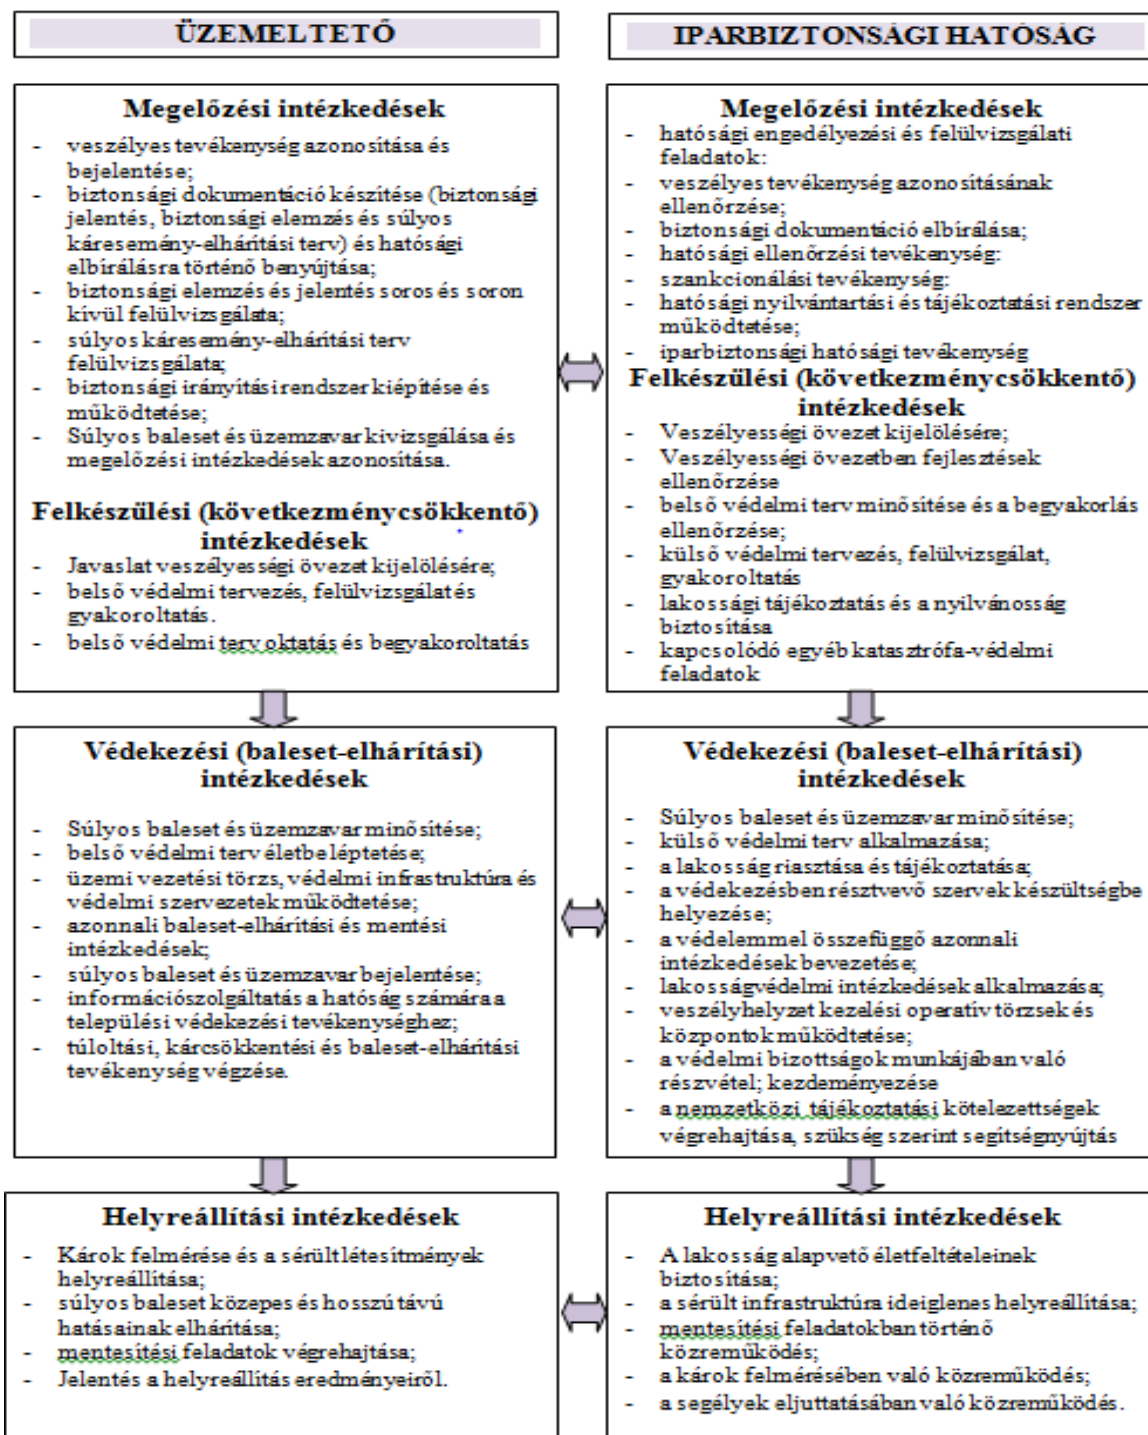 ÜZEMELTETŐ
Megelőzési intézkedések
- veszélyes tevékenység azonosítása és
bejelentése;
- biztonsági dokumentáció készítése (biztonsági
jelentés, biztonsági elemzés és súlyos
káresemény-elhárítási terv) és hatósági
elbírálásra történő benyújtása;
- biztonsági elemzés és jelentés soros és soron
kívül felülvizsgálata;
- súlyos káresemény-elhárítási terv
felülvizsgálata;
- biztonsági irányítási rendszer kiépítése és
működtetése;
- Súlyos baleset és üzemzavar kivizsgálása és
megelőzési intézkedések azonosítása.
Felkészülési (következménycsökkentő)
intézkedések
- Javaslat veszélyességi övezet kijelölésére;
- belső védelmi tervezés, felülvizsgálat és
gyakoroltatás.
- belső védelmi terv oktatás és begyakoroltatás
Védekezési (baleset-elhárítási)
intézkedések
- Súlyos baleset és üzemzavar minősítése;
- belső védelmi terv életbe léptetése;
- üzemi vezetési törzs, védelmi infrastruktúra és
védelmi szervezetek működtetése;
- azonnali baleset-elhárítási és mentési
intézkedések;
- súlyos baleset és üzemzavar bejelentése;
- információszolgáltatás a hatóság számára a
települési védekezési tevékenységhez;
- túloltási, kárcsökkentési és baleset-elhárítási
tevékenység végzése.
Helyreállítási intézkedések
- Károk felmérése és a sérült létesítmények
helyreállítása;
- súlyos baleset közepes és hosszú távú
hatásainak elhárítása;
- mentesítési feladatok végrehajtása;
- Jelentés a helyreállítás eredményeiről.
IPARBIZTONSÁGI HATÓSÁG
Megelőzési intézkedések
- hatósági engedélyezési és felülvizsgálati
feladatok:
- veszélyes tevékenység azonosításának
ellenőrzése;
- biztonsági dokumentáció elbírálása;
- hatósági ellenőrzési tevékenység:
- szankcionálási tevékenység:
- hatósági nyilvántartási és tájékoztatási rendszer
működtetése;
- iparbiztonsági hatósági tevékenység
Felkészülési (következménycsökkentő)
intézkedések
- Veszélyességi övezet kijelölésére;
- Veszélyességi övezetben fejlesztések
ellenőrzése
- belső védelmi terv minősítése és a begyakorlás
ellenőrzése;
- külső védelmi tervezés, felülvizsgálat,
gyakoroltatás
- lakossági tájékoztatás és a nyilvánosság
biztosítása
- kapcsolódó egyéb katasztrófa-védelmi
feladatok
Védekezési (baleset-elhárítási)
intézkedések
- Súlyos baleset és üzemzavar minősítése;
- külső védelmi terv alkalmazása;
- a lakosság riasztása és tájékoztatása;
- a védekezésben résztvevő szervek készültségbe
helyezése;
- a védelemmel összefüggő azonnali
intézkedések bevezetése;
- lakosságvédelmi intézkedések alkalmazása;
- veszélyhelyzet kezelési operatív törzsek és
központok működtetése;
- a védelmi bizottságok munkájában való
részvétel; kezdeményezése
- a nemzetközi tájékoztatási kötelezettségek
végrehajtása, szükség szerint segítségnyújtás
Helyreállítási intézkedések
- A lakosság alapvető életfeltételeinek
biztosítása;
- a sérült infrastruktúra ideiglenes helyreállítása;
- mentesítési feladatokban történő
közreműködés;
- a károk felmérésében való közreműködés;
- a segélyek eljuttatásában való közreműködés.